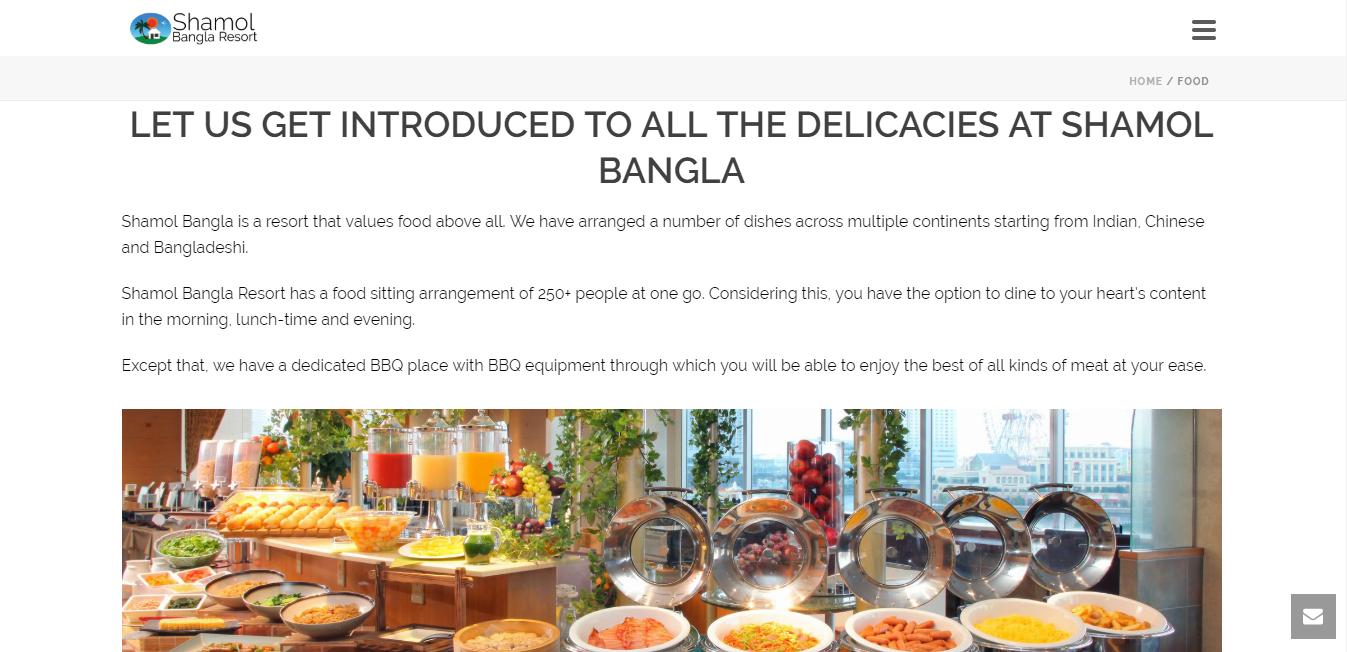 Shamol
Bangla Resort
HOME / FOOD
LET US GET INTRODUCED TO ALL THE DELICACIES AT SHAMOL
BANGLA
Shamol Bangla is a resort that values food above all. We have arranged a number of dishes across multiple continents starting from Indian, Chinese
and Bangladeshi.
Shamol Bangla Resort has a food sitting arrangement of 250+ people at one go. Considering this, you have the option to dine to your heart's content
in the morning, lunch-time and evening.
Except that, we have a dedicated BBQ place with BBQ equipment through which you will be able to enjoy the best of all kinds of meat at your ease.